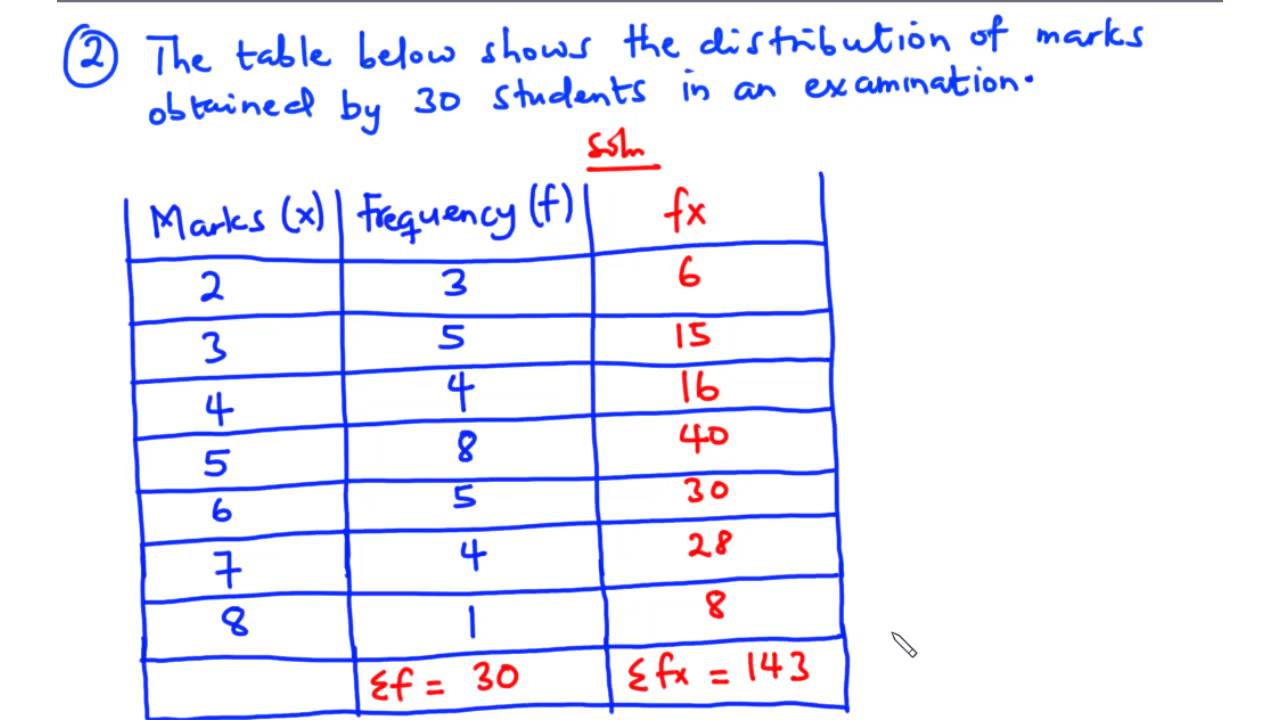 ② The table below shows the distribution of marks
obtained by 30 students in an examination.
Soln
Marks (x) Frequency (f) fx
2 3 6
3 5 15
4 4 16
5 8 40
6 5 30
7 4 28
8 1 8
Σf = 30 Σfx = 143